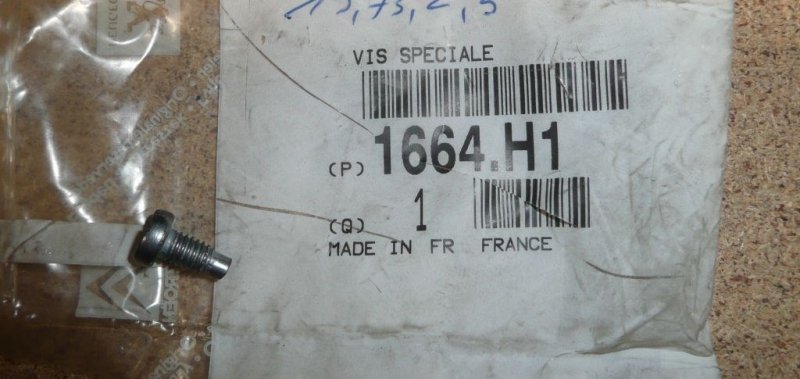 VIS SPECIALE
(P) 1664.H1
(Q) 1
MADE IN FR FRANCE